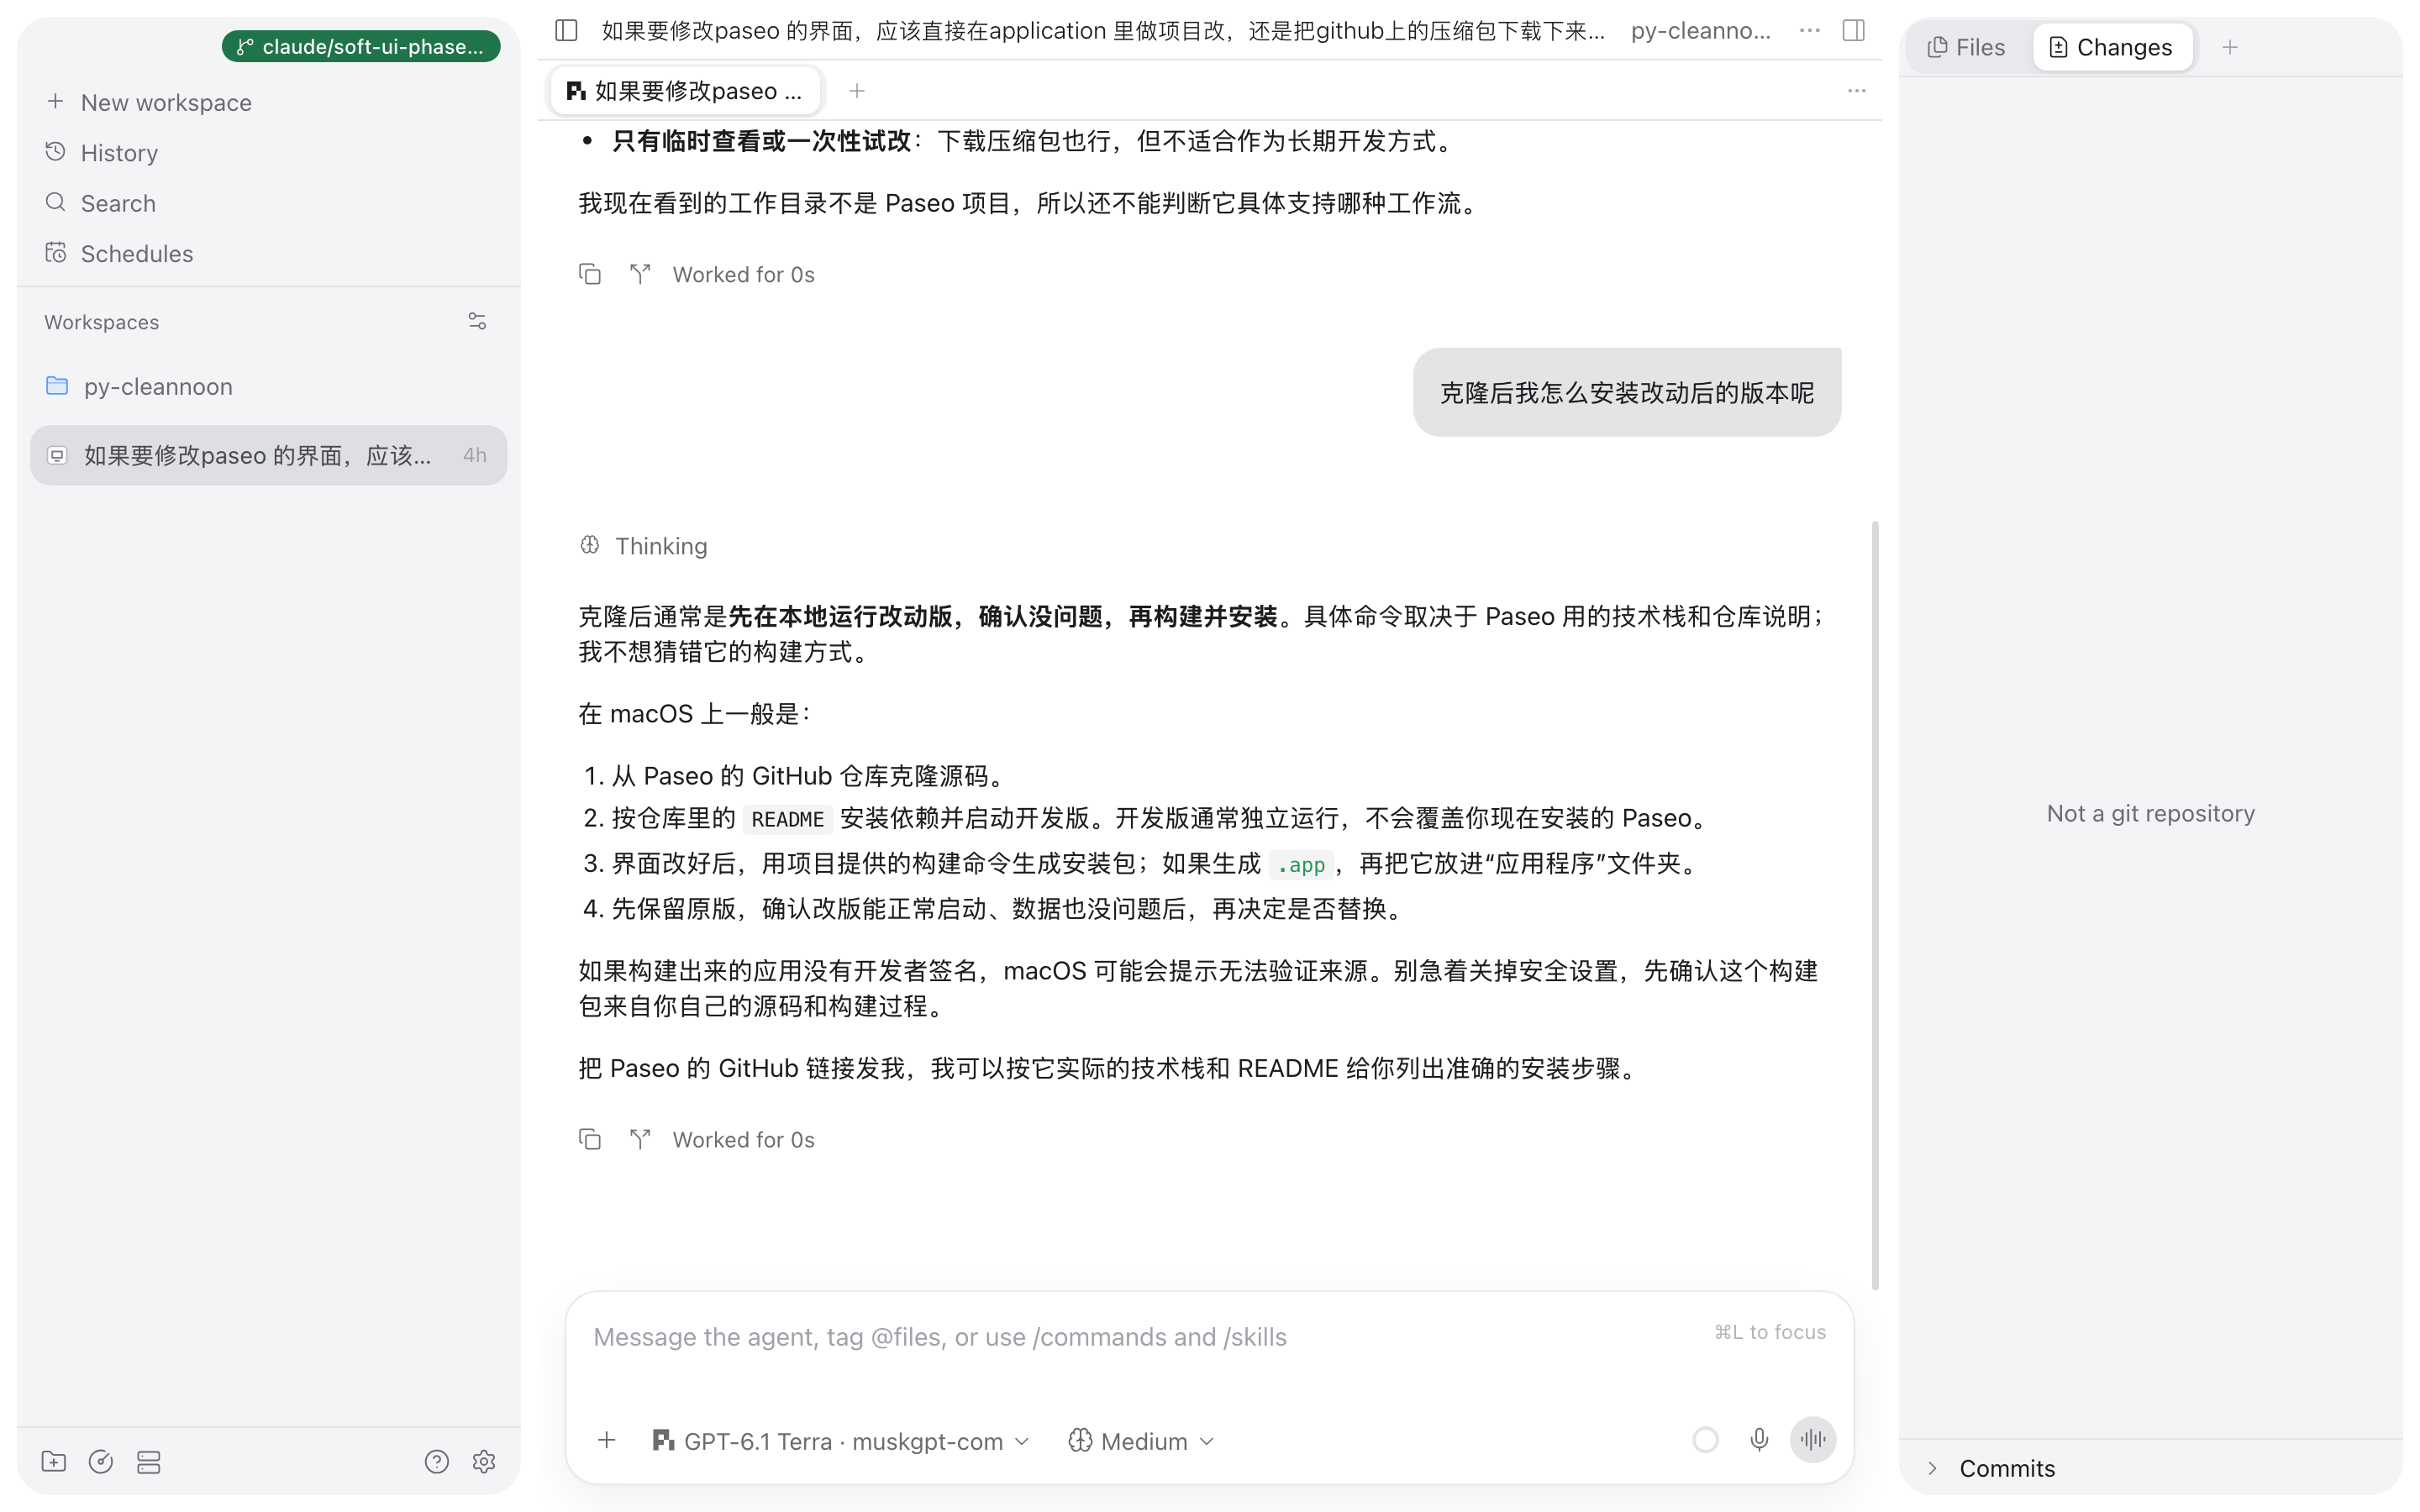 claude/soft-ui-phase...
New workspace
History
Search
Schedules
Workspaces
py-cleannoon
如果要修改paseo 的界面，应该... 4h
如果要修改paseo 的界面，应该直接在application 里做项目改，还是把github上的压缩包下载下来... py-cleanno...
如果要修改paseo ...
• 只有临时查看或一次性试改：下载压缩包也行，但不适合作为长期开发方式。
我现在看到的工作目录不是 Paseo 项目，所以还不能判断它具体支持哪种工作流。
Worked for 0s
克隆后我怎么安装改动后的版本呢
Thinking
克隆后通常是先在本地运行改动版，确认没问题，再构建并安装。具体命令取决于 Paseo 用的技术栈和仓库说明；
我不想猜错它的构建方式。
在 macOS 上一般是：
1. 从 Paseo 的 GitHub 仓库克隆源码。
2. 按仓库里的 README 安装依赖并启动开发版。开发版通常独立运行，不会覆盖你现在安装的 Paseo。
3. 界面改好后，用项目提供的构建命令生成安装包；如果生成 .app，再把它放进“应用程序”文件夹。
4. 先保留原版，确认改版能正常启动、数据也没问题后，再决定是否替换。
如果构建出来的应用没有开发者签名，macOS 可能会提示无法验证来源。别急着关掉安全设置，先确认这个构建
包来自你自己的源码和构建过程。
把 Paseo 的 GitHub 链接发我，我可以按它实际的技术栈和 README 给你列出准确的安装步骤。
Worked for 0s
Message the agent, tag @files, or use /commands and /skills
⌘L to focus
GPT-6.1 Terra · muskgpt-com
Medium
Files
Changes
Not a git repository
Commits